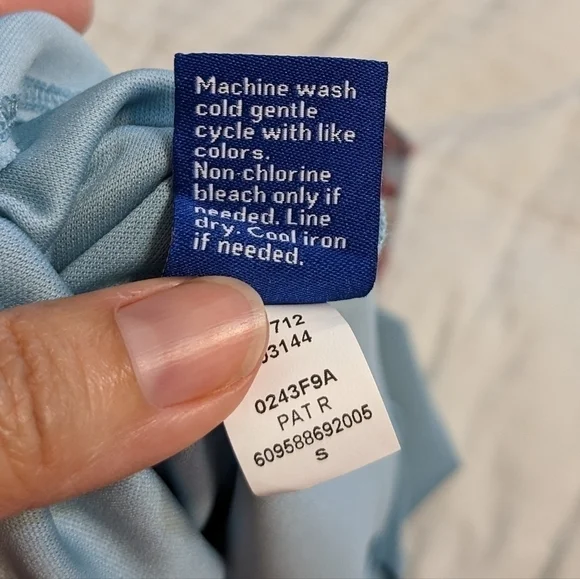 Machine wash
cold gentle
cycle with like
colors.
Non-chlorine
bleach only if
needed. Line
dry. Cool iron
if needed.
712
3144
0243F9A
PAT R
609588692005
S